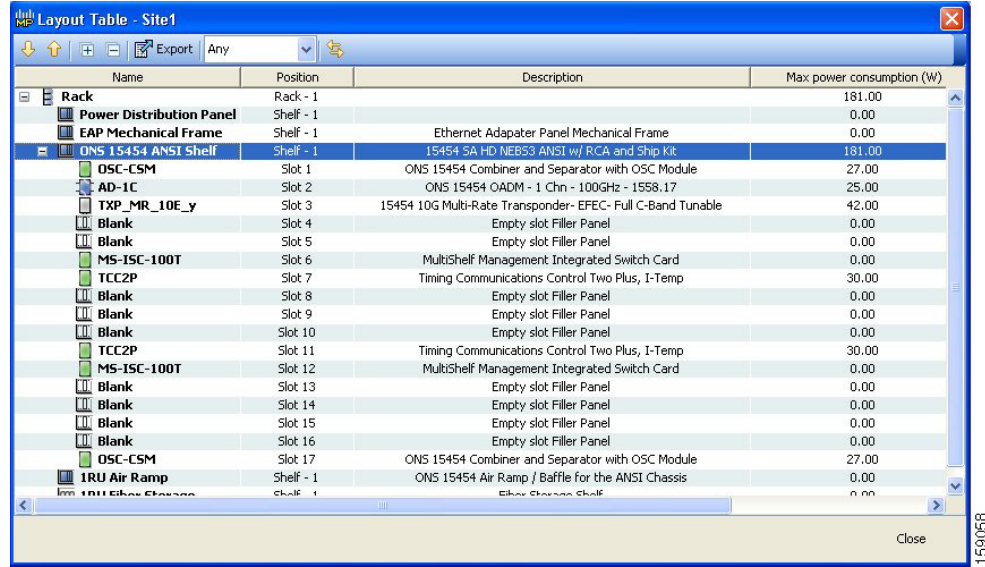 Layout Table - Site1
Export Any
Name Position Description Max power consumption (W)
Rack Rack - 1 181.00
Power Distribution Panel Shelf - 1 0.00
EAP Mechanical Frame Shelf - 1 Ethernet Adapater Panel Mechanical Frame 0.00
ONS 15454 ANSI Shelf Shelf - 1 15454 SA HD NEBS3 ANSI w/ RCA and Ship Kit 181.00
OSC-CSM Slot 1 ONS 15454 Combiner and Separator with OSC Module 27.00
AD-1C Slot 2 ONS 15454 OADM - 1 Chn - 100GHz - 1558.17 25.00
TXP_MR_10E_y Slot 3 15454 10G Multi-Rate Transponder- EFEC- Full C-Band Tunable 42.00
Blank Slot 4 Empty slot Filler Panel 0.00
Blank Slot 5 Empty slot Filler Panel 0.00
MS-ISC-100T Slot 6 MultiShelf Management Integrated Switch Card 0.00
TCC2P Slot 7 Timing Communications Control Two Plus, I-Temp 30.00
Blank Slot 8 Empty slot Filler Panel 0.00
Blank Slot 9 Empty slot Filler Panel 0.00
Blank Slot 10 Empty slot Filler Panel 0.00
TCC2P Slot 11 Timing Communications Control Two Plus, I-Temp 30.00
MS-ISC-100T Slot 12 MultiShelf Management Integrated Switch Card 0.00
Blank Slot 13 Empty slot Filler Panel 0.00
Blank Slot 14 Empty slot Filler Panel 0.00
Blank Slot 15 Empty slot Filler Panel 0.00
Blank Slot 16 Empty slot Filler Panel 0.00
OSC-CSM Slot 17 ONS 15454 Combiner and Separator with OSC Module 27.00
1RU Air Ramp Shelf - 1 ONS 15454 Air Ramp / Baffle for the ANSI Chassis 0.00
1RU Fiber Storage Shelf - 1 Fiber Storage Shelf 0.00
Close
159058